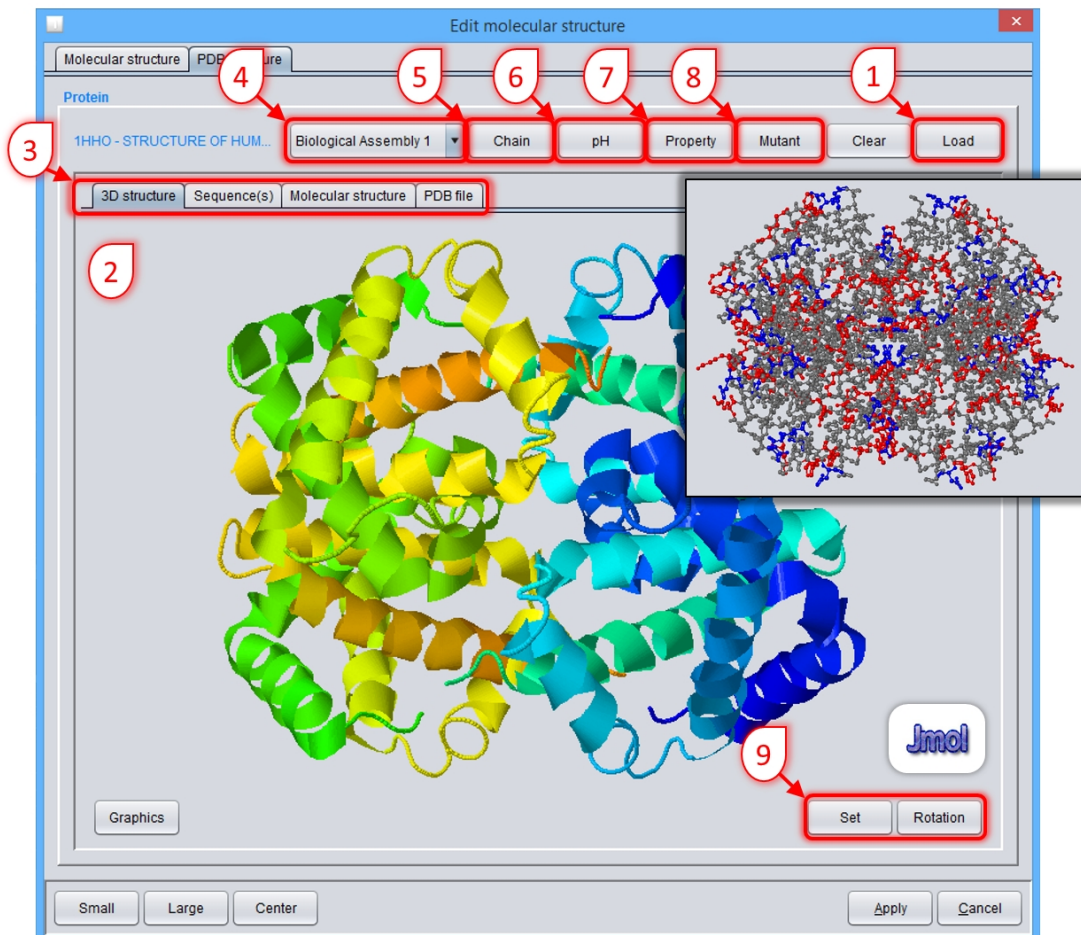 Edit molecular structure
×
Molecular structure
4
5
6
7
8
1
Protein
1HHO - STRUCTURE OF HUM...
Biological Assembly 1
Chain
pH
Property
Mutant
Clear
Load
3
3D structure
Sequence(s)
Molecular structure
PDB file
2
Jmol
9
Graphics
Set
Rotation
Small
Large
Center
Apply
Cancel